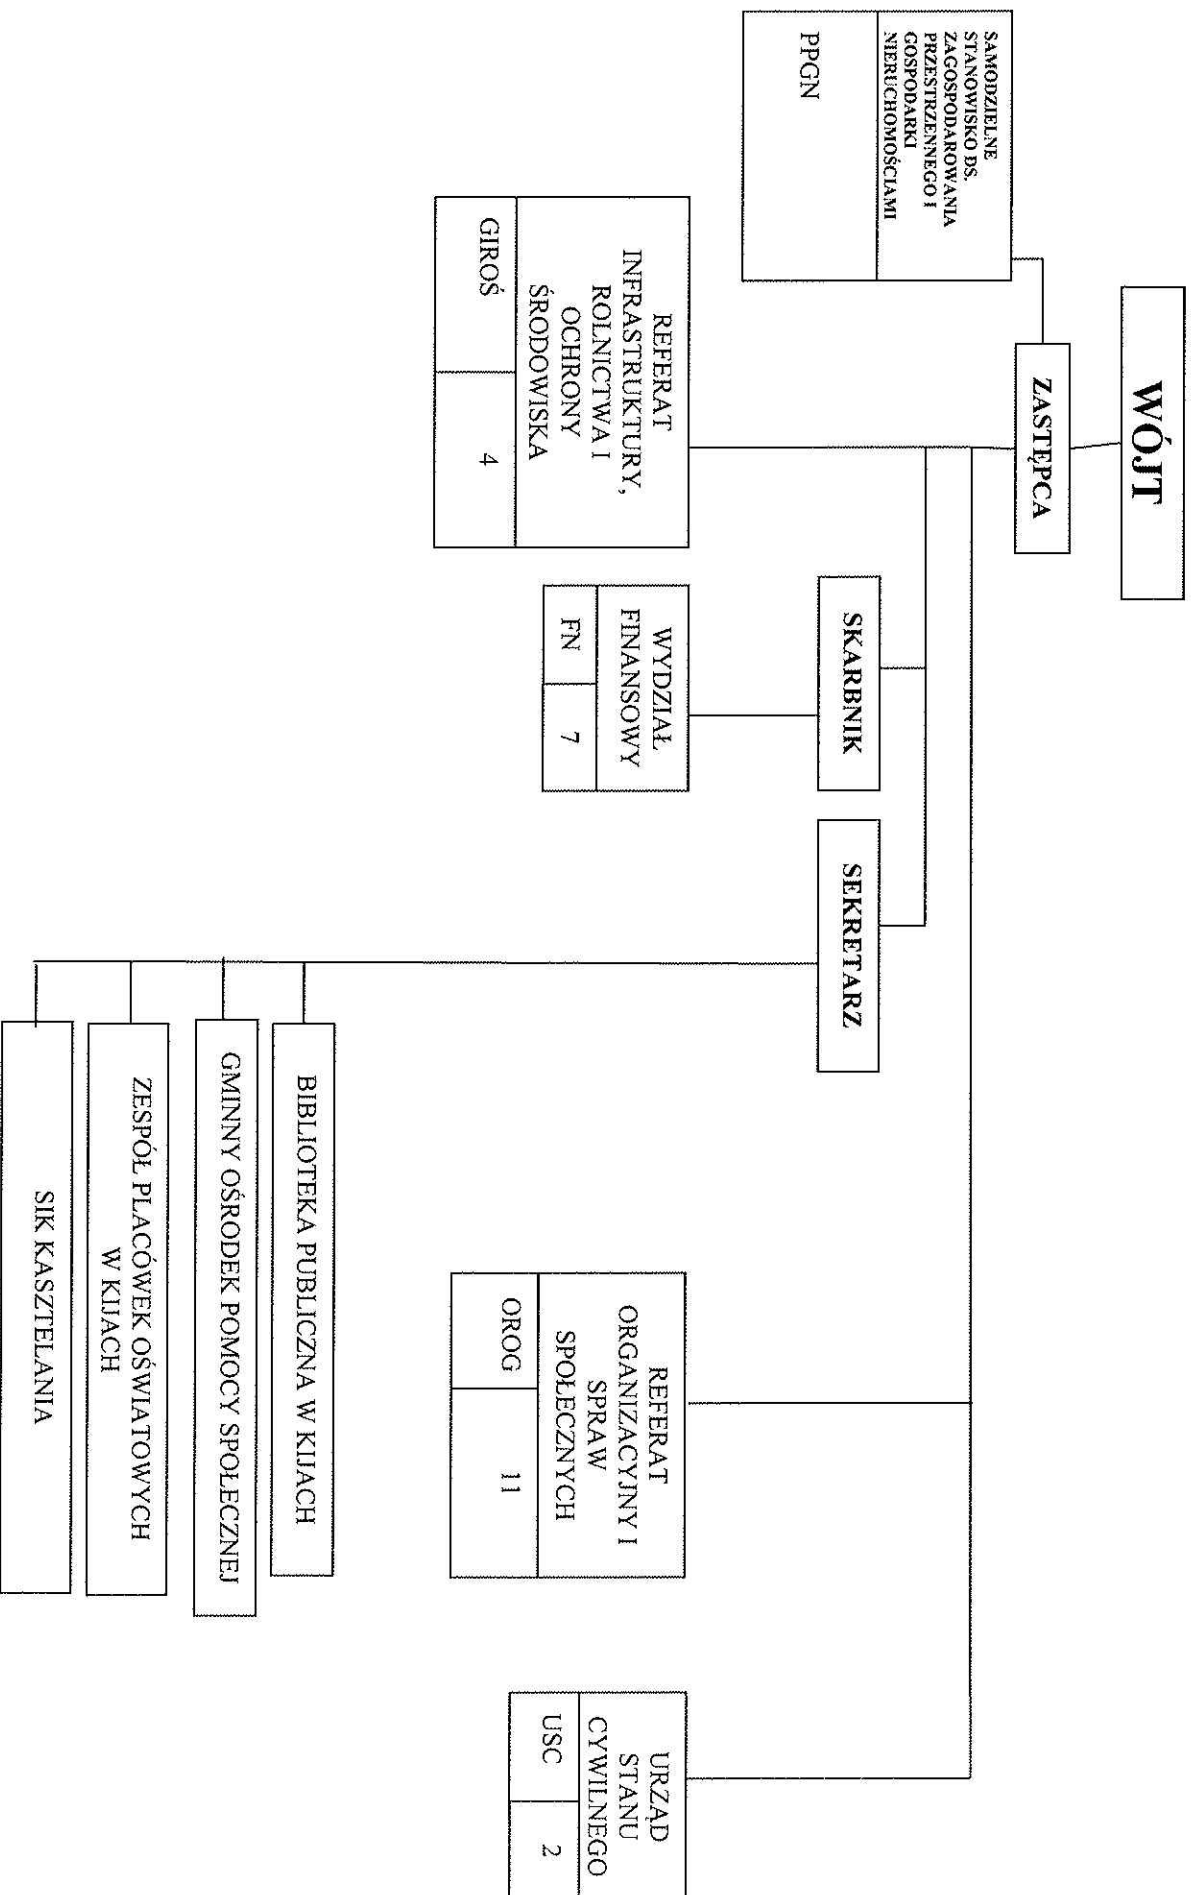 WÓJT
ZASTĘPCA
SAMODZIELNE
STANOWISKO DS.
ZAGOSPODAROWANIA
PRZESTRZENNEGO I
GOSPODARKI
NIERUCHOMOŚCIAMI
PPGN
SKARBNIK
SEKRETARZ
REFERAT
INFRASTRUKTURY,
ROLNICTWA I
OCHRONY
ŚRODOWISKA
GIROŚ
4
WYDZIAŁ
FINANSOWY
FN
7
REFERAT
ORGANIZACYJNY I
SPRAW
SPOŁECZNYCH
OROG
11
URZĄD
STANU
CYWILNEGO
USC
2
BIBLIOTEKA PUBLICZNA W KIJACH
GMINNY OŚRODEK POMOCY SPOŁECZNEJ
ZESPÓŁ PLACÓWEK OŚWIATOWYCH
W KIJACH
SIK KASZTELANIA